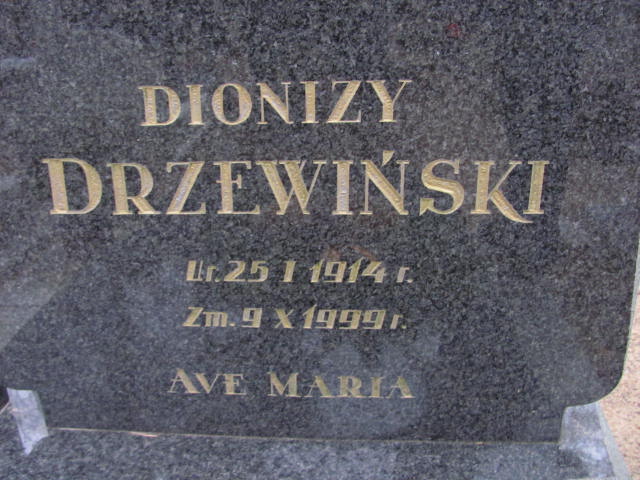 DIONIZY
DRZEWIŃSKI
Ur. 25 I 1914 r.
Zm. 9 X 1999 r.
AVE MARIA